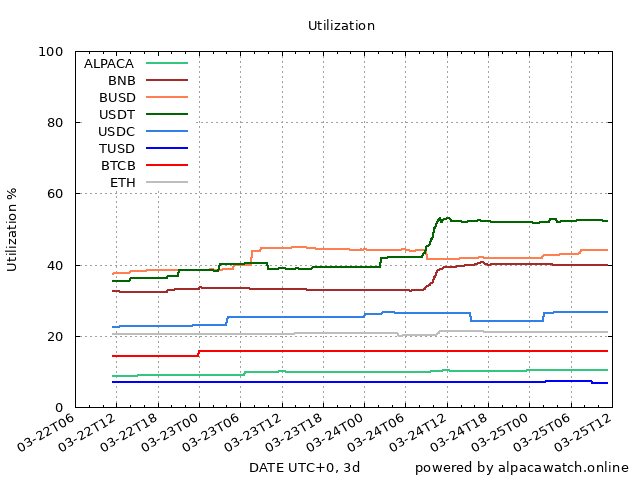 Utilization
Utilization %
100
80
60
40
20
0
ALPACA
BNB
BUSD
USDT
USDC
TUSD
BTCB
ETH
03-22T06
03-22T12
03-22T18
03-23T00
03-23T06
03-23T12
03-23T18
03-24T00
03-24T06
03-24T12
03-24T18
03-25T00
03-25T06
03-25T12
DATE UTC+0, 3d
powered by alpacawatch.online